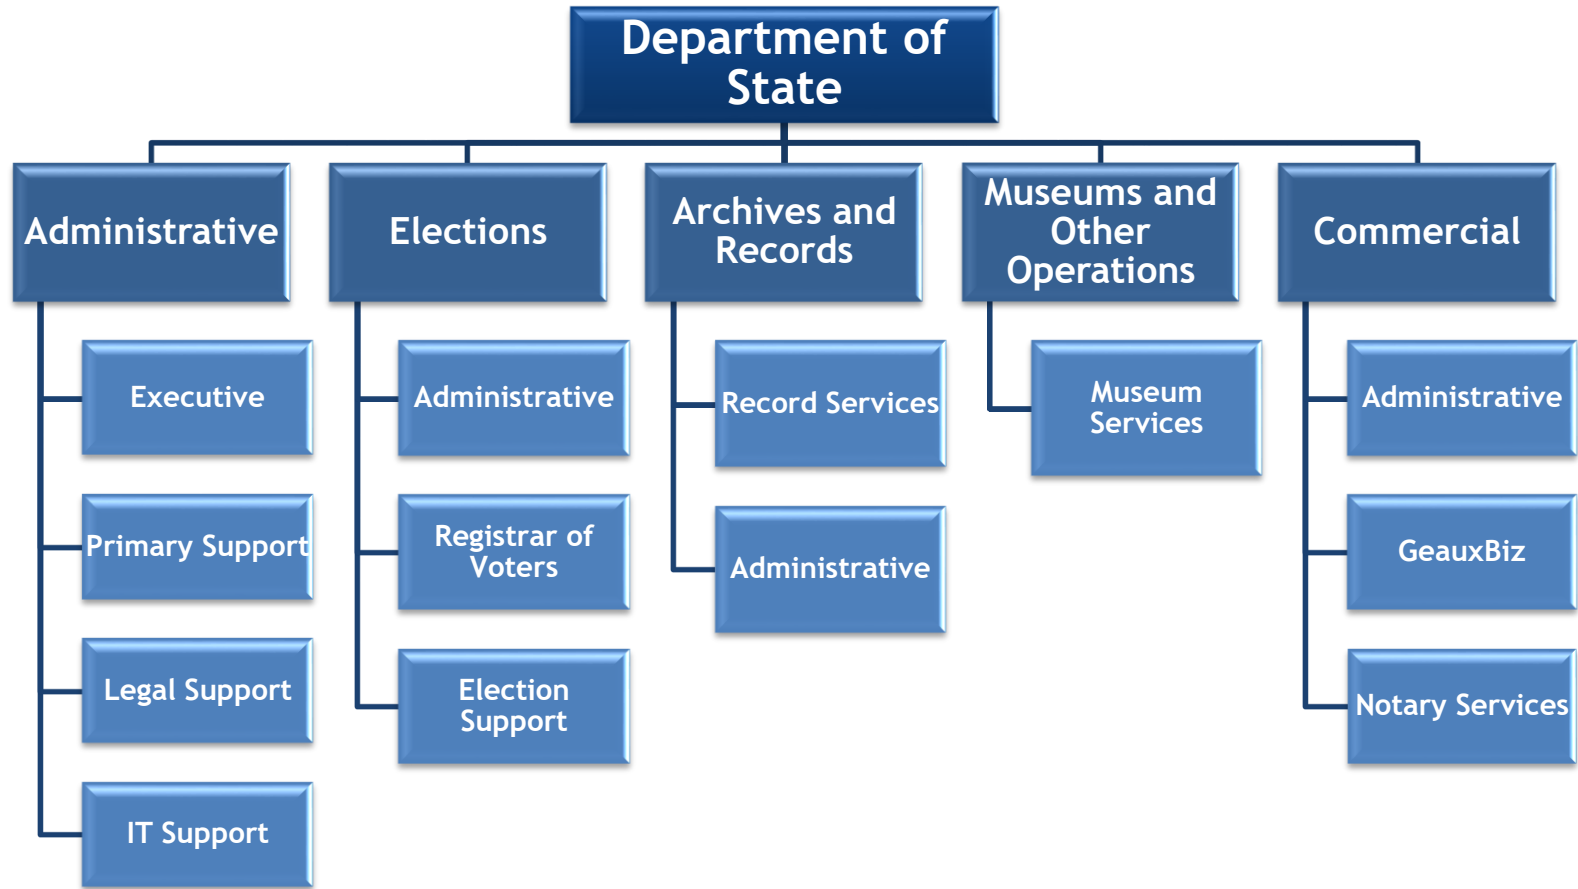 Department of
State
Administrative
Elections
Archives and
Records
Museums and
Other
Operations
Commercial
Executive
Primary Support
Legal Support
IT Support
Administrative
Registrar of
Voters
Election
Support
Record Services
Administrative
Museum
Services
Administrative
GeauxBiz
Notary Services